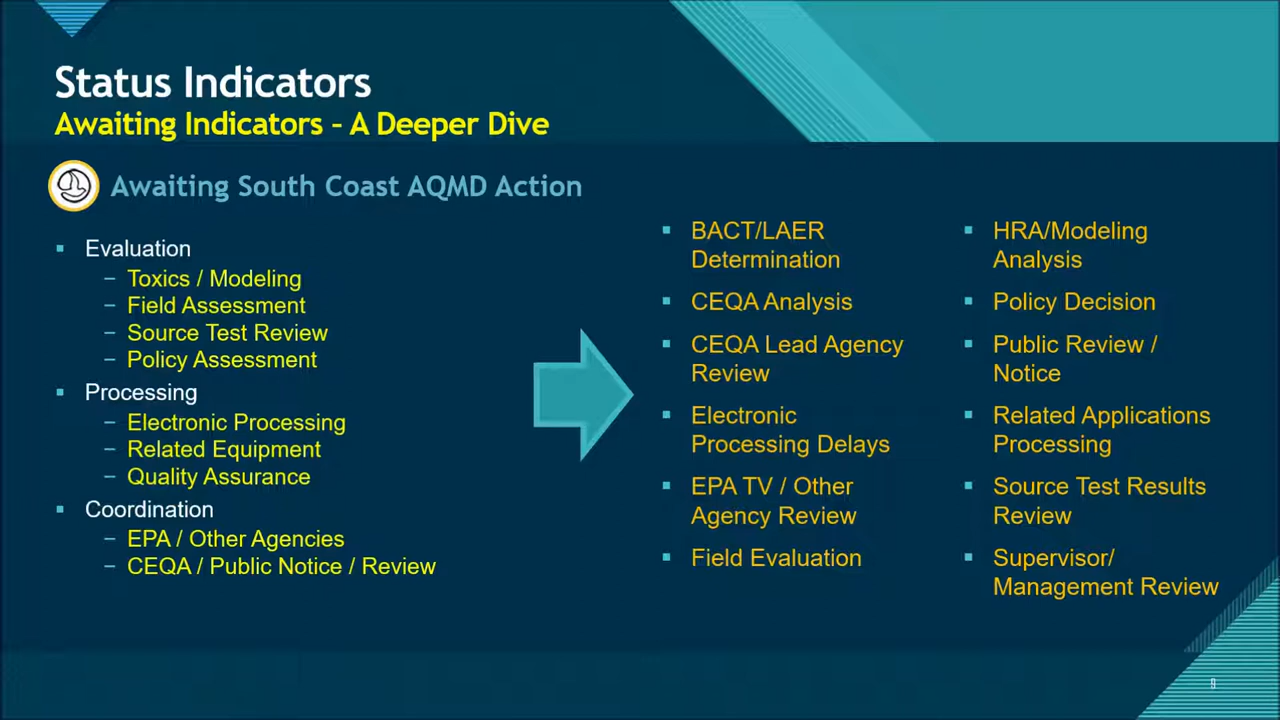 Status Indicators
Awaiting Indicators – A Deeper Dive
Awaiting South Coast AQMD Action
Evaluation
– Toxics / Modeling
– Field Assessment
– Source Test Review
– Policy Assessment
Processing
– Electronic Processing
– Related Equipment
– Quality Assurance
Coordination
– EPA / Other Agencies
– CEQA / Public Notice / Review
BACT/LAER
Determination
CEQA Analysis
CEQA Lead Agency
Review
Electronic
Processing Delays
EPA TV / Other
Agency Review
Field Evaluation
HRA/Modeling
Analysis
Policy Decision
Public Review /
Notice
Related Applications
Processing
Source Test Results
Review
Supervisor/
Management Review